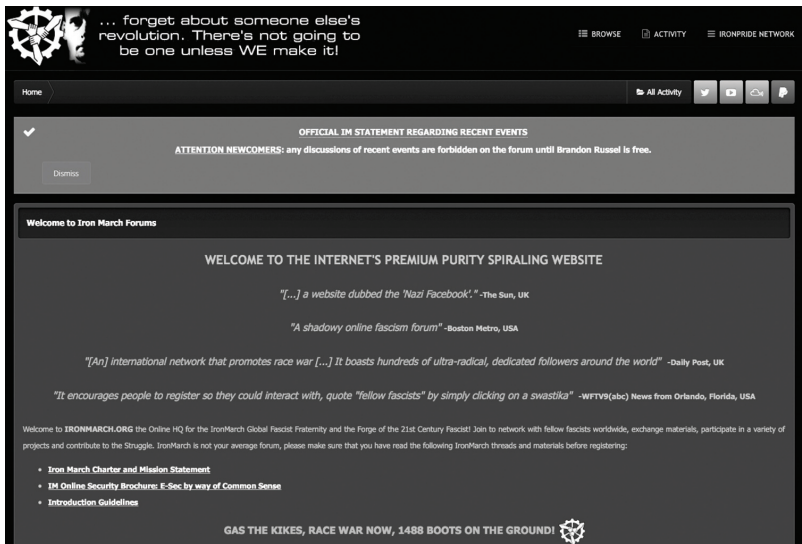 ... forget about someone else's
revolution. There's not going to
be one unless WE make it!
BROWSE
ACTIVITY
IRONPRIDE NETWORK
Home
All Activity
OFFICIAL IM STATEMENT REGARDING RECENT EVENTS
ATTENTION NEWCOMERS: any discussions of recent events are forbidden on the forum until Brandon Russel is free.
Dismiss
Welcome to Iron March Forums
WELCOME TO THE INTERNET'S PREMIUM PURITY SPIRALING WEBSITE
"[...] a website dubbed the 'Nazi Facebook'." -The Sun, UK
"A shadowy online fascism forum" -Boston Metro, USA
"[An] international network that promotes race war [...] It boasts hundreds of ultra-radical, dedicated followers around the world" -Daily Post, UK
"It encourages people to register so they could interact with, quote "fellow fascists" by simply clicking on a swastika" -WFTV9(abc) News from Orlando, Florida, USA
Welcome to IRONMARCH.ORG the Online HQ for the IronMarch Global Fascist Fraternity and the Forge of the 21st Century Fascist! Join to network with fellow fascists worldwide, exchange materials, participate in a variety of
projects and contribute to the Struggle. IronMarch is not your average forum, please make sure that you have read the following IronMarch threads and materials before registering:
• Iron March Charter and Mission Statement
• IM Online Security Brochure: E-Sec by way of Common Sense
• Introduction Guidelines
GAS THE KIKES, RACE WAR NOW, 1488 BOOTS ON THE GROUND!